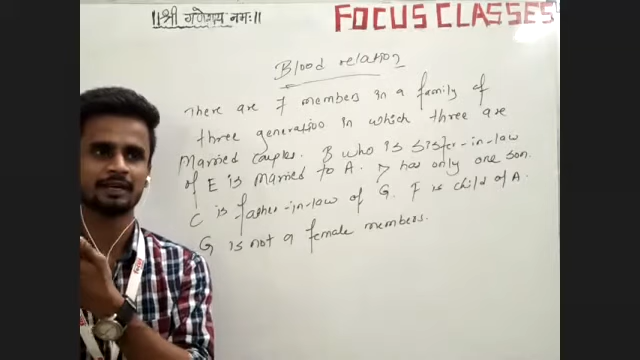 ||श्री गणेशाय नमः||
FOCUS CLASSES
Blood relation
There are 7 members in a family of
three generation in which three are
Married couples. B who is sister-in-law
of E is married to A. D has only one son.
C is father-in-law of G. F is child of A.
G is not a female members.